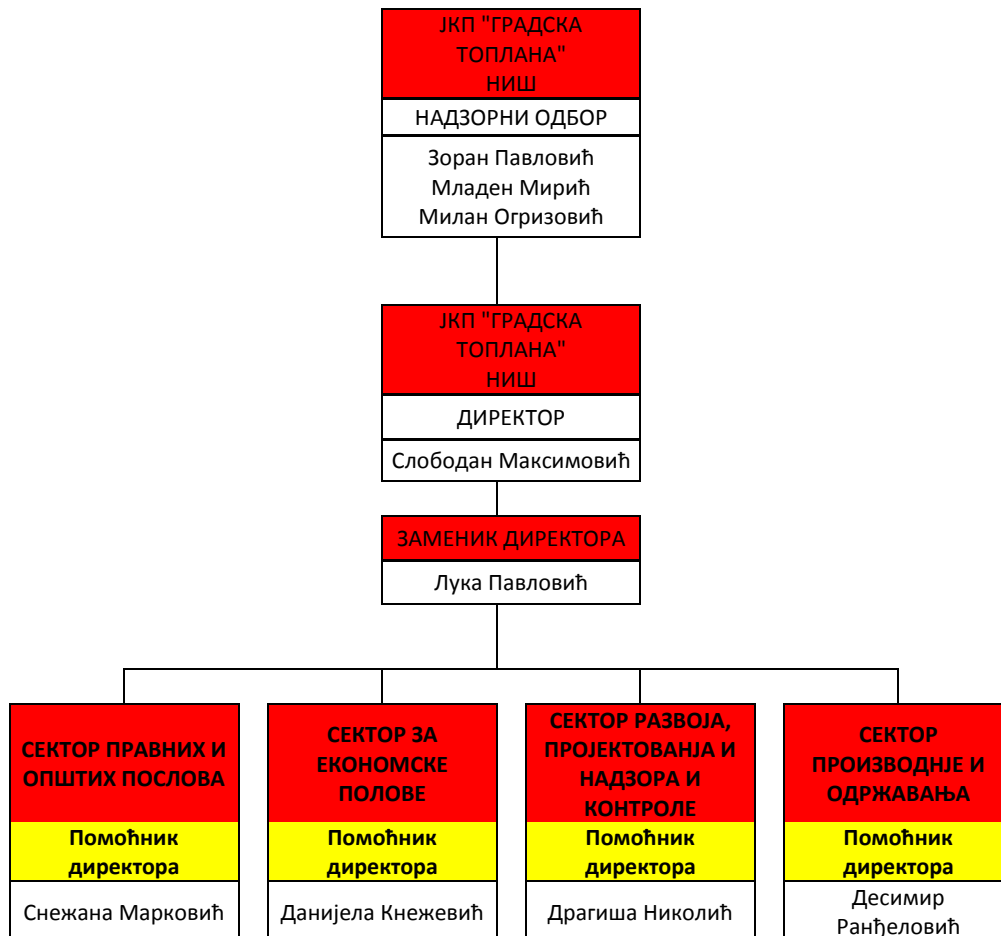 ЈКП "ГРАДСКА
ТОПЛАНА"
НИШ
НАДЗОРНИ ОДБОР
Зоран Павловић
Младен Мирић
Милан Огризовић
ЈКП "ГРАДСКА
ТОПЛАНА"
НИШ
ДИРЕКТОР
Слободан Максимовић
ЗАМЕНИК ДИРЕКТОРА
Лука Павловић
СЕКТОР ПРАВНИХ И
ОПШТИХ ПОСЛОВА
Помоћник
директора
Снежана Марковић
СЕКТОР ЗА
ЕКОНОМСКЕ
ПОЛОВЕ
Помоћник
директора
Данијела Кнежевић
СЕКТОР РАЗВОЈА,
ПРОЈЕКТОВАНЈА И
НАДЗОРА И
КОНТРОЛЕ
Помоћник
директора
Драгиша Николић
СЕКТОР
ПРОИЗВОДНЈЕ И
ОДРЖАВАЊА
Помоћник
директора
Десимир
Ранђеловић